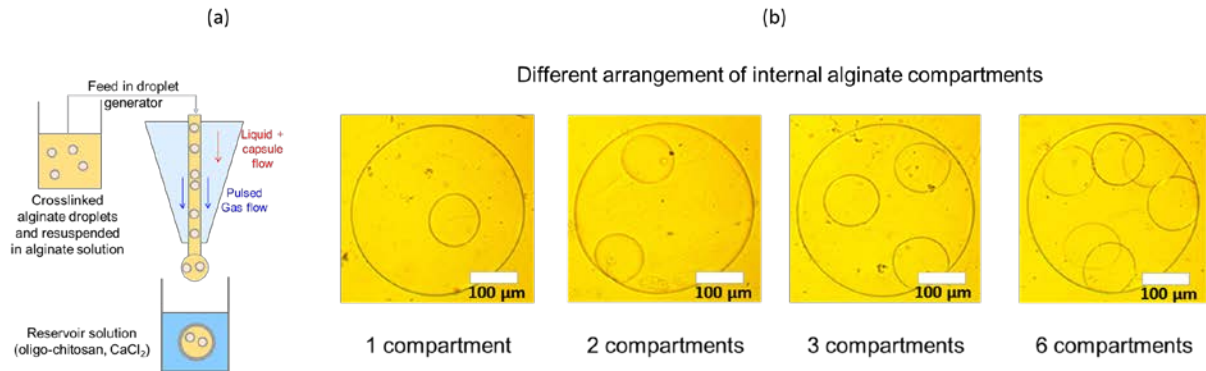 (a)
Feed in droplet
generator
Liquid +
capsule
flow
Pulsed
Gas flow
Crosslinked
alginate droplets
and resuspended
in alginate solution
Reservoir solution
(oligo-chitosan, CaCl₂)
(b)
Different arrangement of internal alginate compartments
100 µm
100 µm
100 µm
100 µm
1 compartment
2 compartments
3 compartments
6 compartments